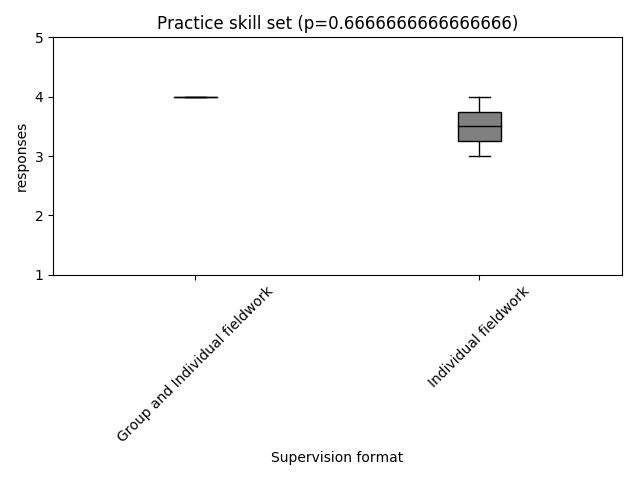 Practice skill set (p=0.6666666666666666)
5
4
3
2
1
responses
Group and Individual fieldwork
Individual fieldwork
Supervision format